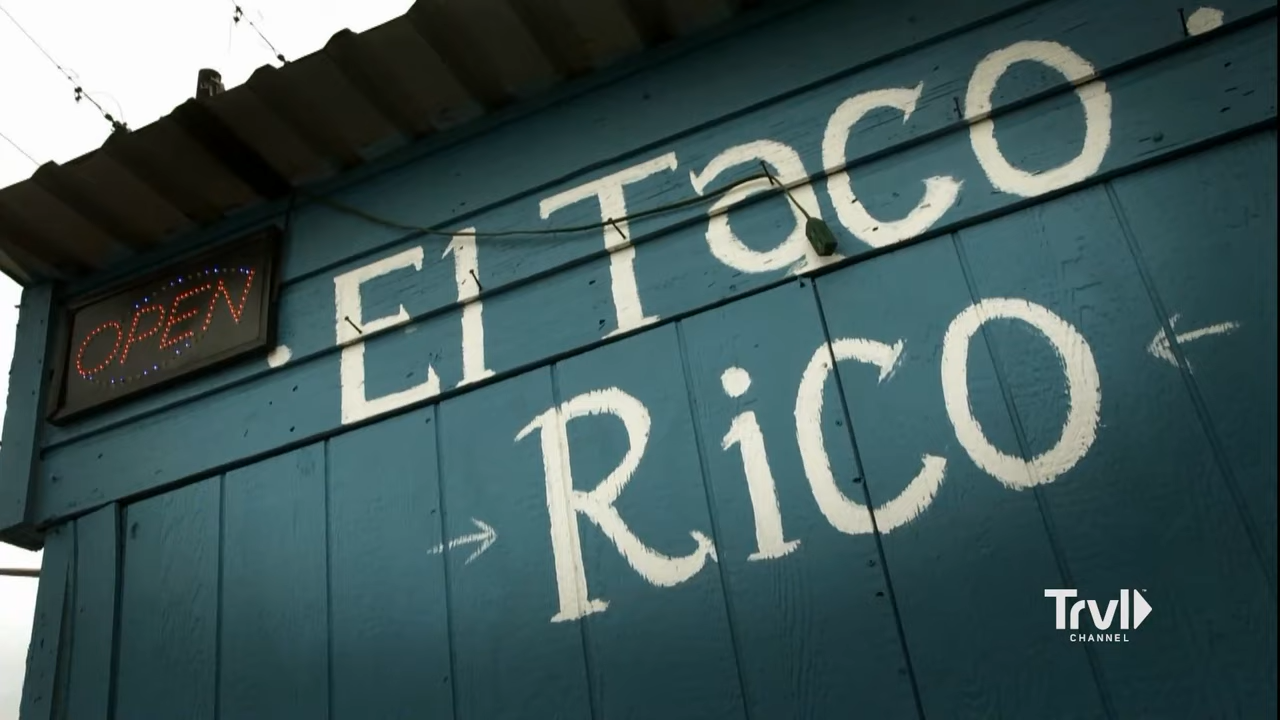 OPEN
. El Taco .
→ Rico ←
Trvl
CHANNEL